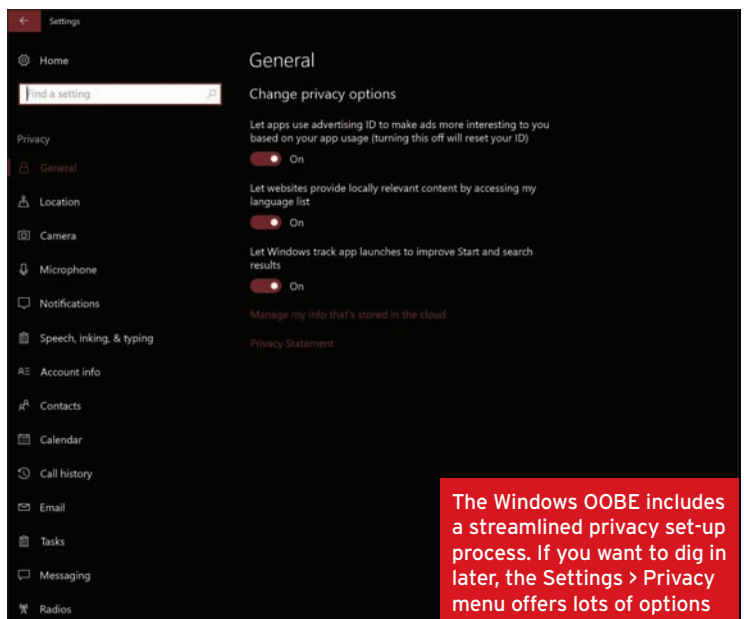 Settings
Home
Find a setting
Privacy
General
Location
Camera
Microphone
Notifications
Speech, inking, & typing
Account info
Contacts
Calendar
Call history
Email
Tasks
Messaging
Radios
General
Change privacy options
Let apps use advertising ID to make ads more interesting to you
based on your app usage (turning this off will reset your ID)
On
Let websites provide locally relevant content by accessing my
language list
On
Let Windows track app launches to improve Start and search
results
On
Manage my info that's stored in the cloud
Privacy Statement
The Windows OOBE includes
a streamlined privacy set-up
process. If you want to dig in
later, the Settings > Privacy
menu offers lots of options